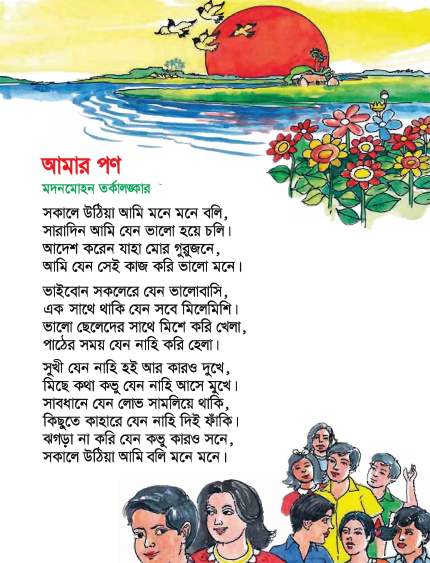 আমার পণ
মদনমোহন তর্কালঙ্কার
সকালে উঠিয়া আমি মনে মনে বলি,
সারাদিন আমি যেন ভালো হয়ে চলি।
আদেশ করেন যাহা মোর গুরুজনে,
আমি যেন সেই কাজ করি ভালো মনে।
ভাইবোন সকলেরে যেন ভালোবাসি,
এক সাথে থাকি যেন সবে মিলেমিশি।
ভালো ছেলেদের সাথে মিশে করি খেলা,
পাঠের সময় যেন নাহি করি হেলা।
সুখী যেন নাহি হই আর কারও দুখে,
মিছে কথা কভু যেন নাহি আসে মুখে।
সাবধানে যেন লোভ সামলিয়ে থাকি,
কিছুতে কাহারে যেন নাহি দিই ফাঁকি।
ঝগড়া না করি যেন কভু কারও সনে,
সকালে উঠিয়া আমি বলি মনে মনে।